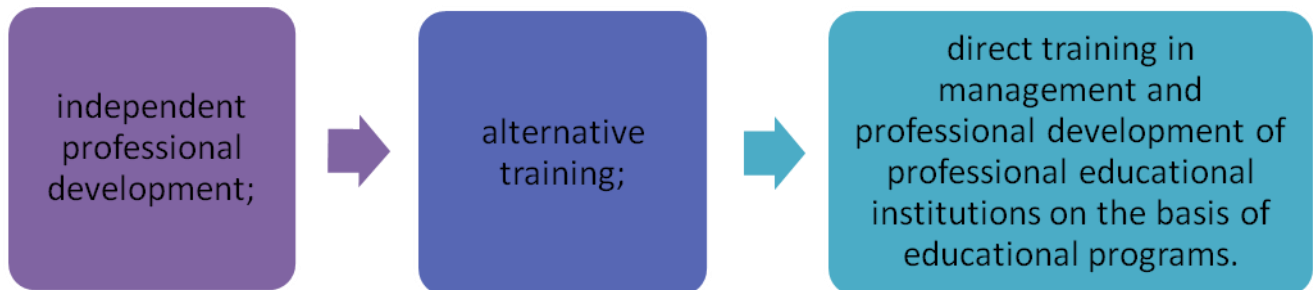 independent
professional
development;
alternative
training;
direct training in
management and
professional development of
professional educational
institutions on the basis of
educational programs.